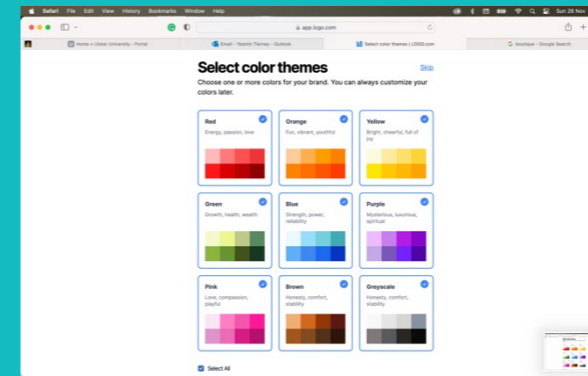 Safari File Edit View History Bookmarks Window Help
Sun 26 Nov
app.logo.com
Home • Ulster University - Portal
Email - Yasmin Tierney - Outlook
Select color themes | LOGO.com
boutique - Google Search
Select color themes
Skip
Choose one or more colors for your brand. You can always customize your
colors later.
Red
Energy, passion, love
Orange
Fun, vibrant, youthful
Yellow
Bright, cheerful, full of
joy
Green
Growth, health, wealth
Blue
Strength, power,
reliability
Purple
Mysterious, luxurious,
spiritual
Pink
Love, compassion,
playful
Brown
Honesty, comfort,
stability
Greyscale
Honesty, comfort,
stability
Select All